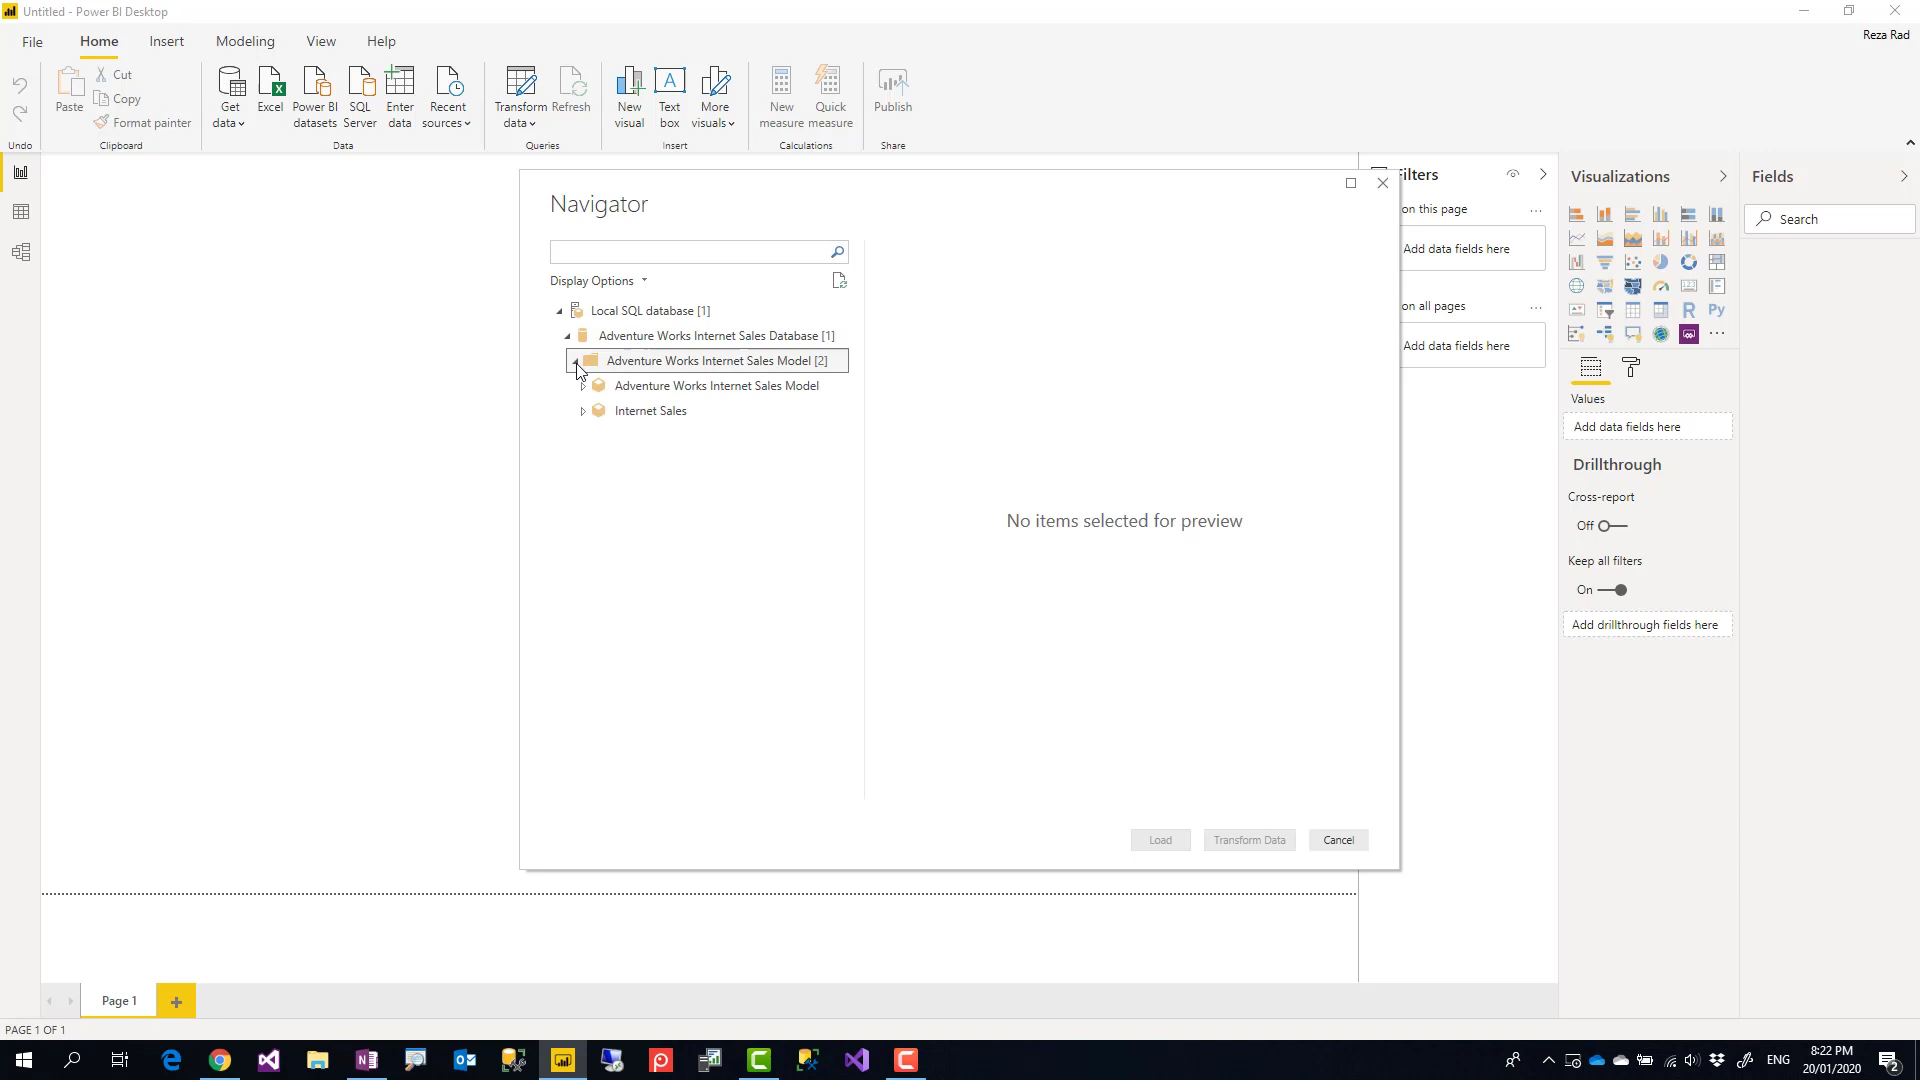 Untitled - Power BI Desktop
File
Home
Insert
Modeling
View
Help
Reza Rad
Paste
Cut
Copy
Format painter
Get data
Excel
Power BI datasets
SQL Server
Enter data
Recent sources
Transform data
Refresh
New visual
A
Text box
More visuals
New measure
Quick measure
Publish
Undo
Clipboard
Data
Queries
Insert
Calculations
Share
Navigator
Display Options
Local SQL database [1]
Adventure Works Internet Sales Database [1]
Adventure Works Internet Sales Model [2]
Adventure Works Internet Sales Model
Internet Sales
No items selected for preview
Load
Transform Data
Cancel
ilters
on this page
...
Add data fields here
on all pages
...
Add data fields here
Visualizations
R
Py
Values
Add data fields here
Drillthrough
Cross-report
Off
Keep all filters
On
Add drillthrough fields here
Fields
Search
Page 1
PAGE 1 OF 1
ENG
8:22 PM
20/01/2020
2